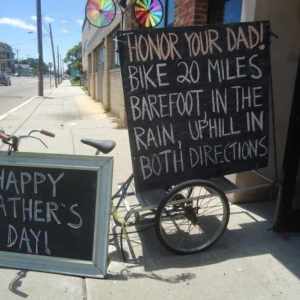 HONOR YOUR DAD!
BIKE 20 MILES
BAREFOOT IN THE
RAIN, UPHILL IN
BOTH DIRECTIONS
HAPPY
FATHER'S
DAY!